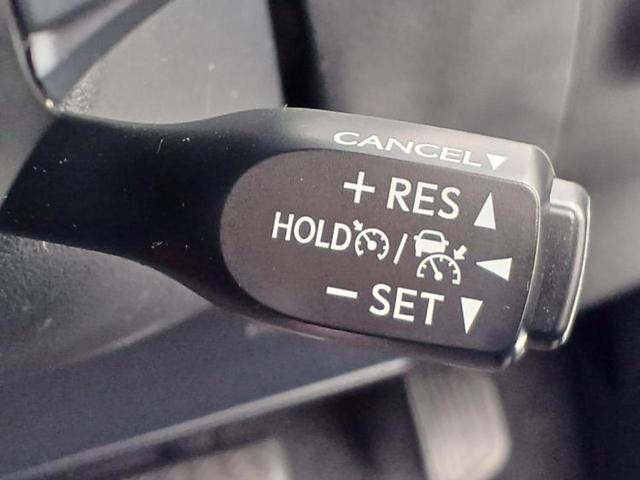 CANCEL▼
+ RES ▲
HOLD / ◀
− SET ▼